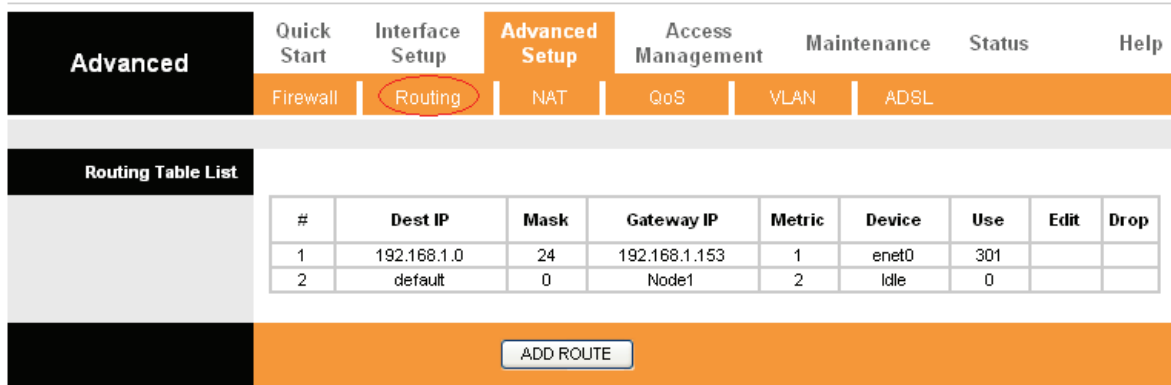 Advanced
Quick Start
Interface Setup
Advanced Setup
Access Management
Maintenance
Status
Help
Firewall
Routing
NAT
QoS
VLAN
ADSL
Routing Table List
# Dest IP Mask Gateway IP Metric Device Use Edit Drop
1 192.168.1.0 24 192.168.1.153 1 enet0 301
2 default 0 Node1 2 Idle 0
ADD ROUTE